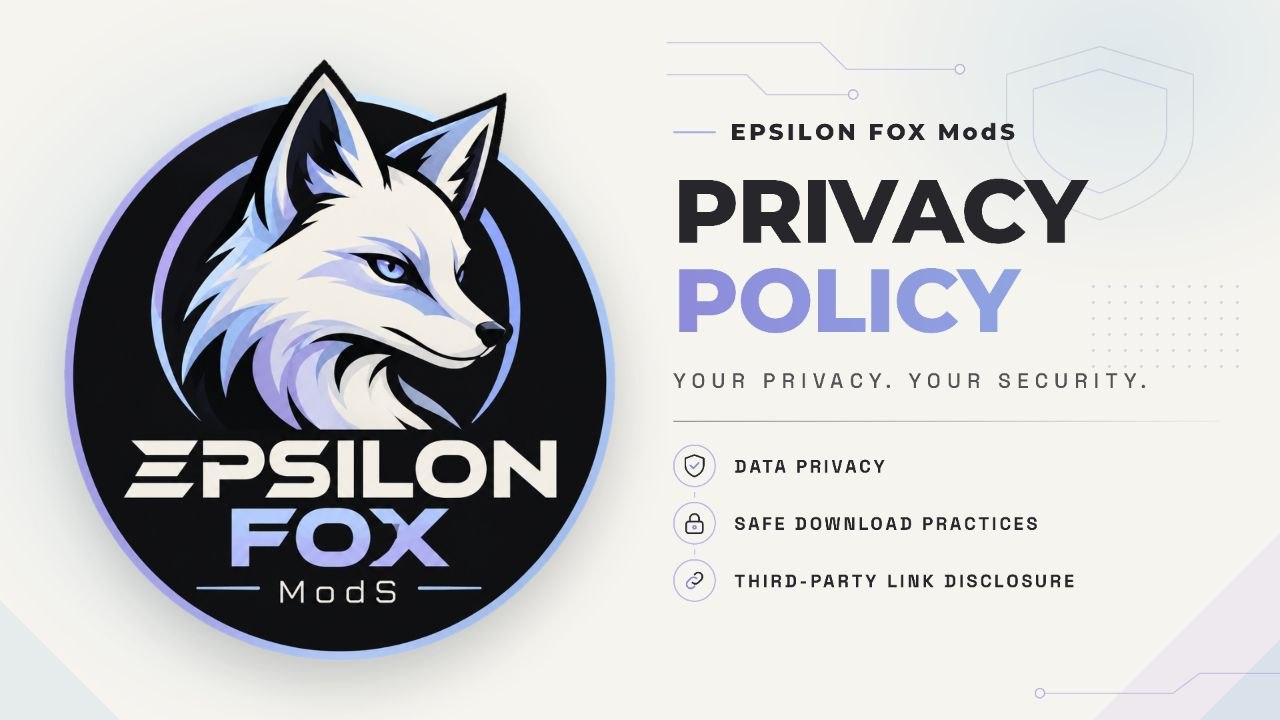 EPSILON
FOX
ModS
EPSILON FOX ModS
PRIVACY
POLICY
YOUR PRIVACY. YOUR SECURITY.
DATA PRIVACY
SAFE DOWNLOAD PRACTICES
THIRD-PARTY LINK DISCLOSURE